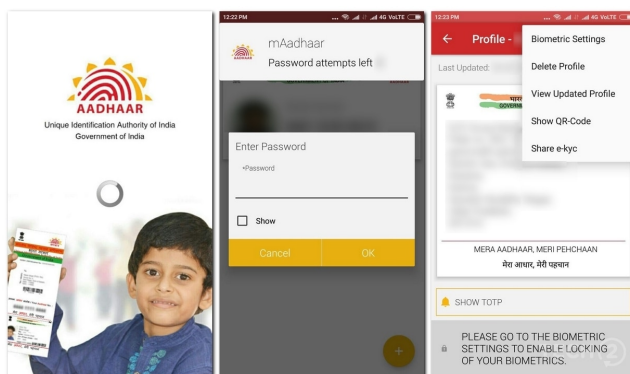 AADHAAR
Unique Identification Authority of India
Government of India
12:22 PM
4G VoLTE
mAadhaar
Password attempts left
Enter Password
*Password
Show
Cancel
OK
+
12:23 PM
4G VoLTE
Profile -
Biometric Settings
Delete Profile
View Updated Profile
Show QR-Code
Share e-kyc
Last Updated:
MERA AADHAAR, MERI PEHCHAAN
मेरा आधार, मेरी पहचान
SHOW TOTP
PLEASE GO TO THE BIOMETRIC
SETTINGS TO ENABLE LOCKING
OF YOUR BIOMETRICS.